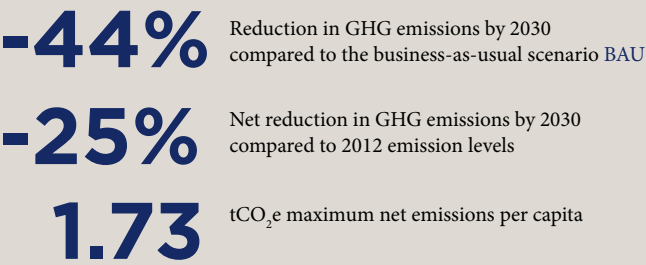 -44%
Reduction in GHG emissions by 2030
compared to the business-as-usual scenario BAU
-25%
Net reduction in GHG emissions by 2030
compared to 2012 emission levels
1.73
tCO₂e maximum net emissions per capita